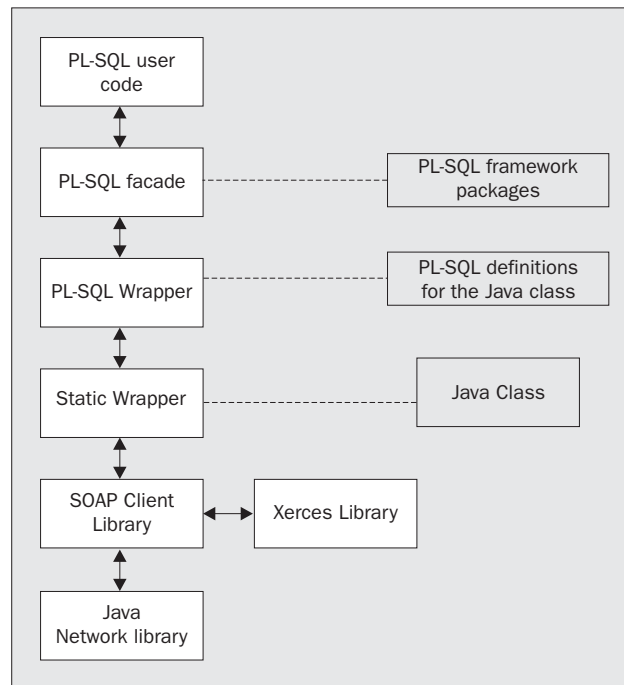 PL-SQL user
code
PL-SQL facade
PL-SQL framework
packages
PL-SQL Wrapper
PL-SQL definitions
for the Java class
Static Wrapper
Java Class
SOAP Client
Library
Xerces Library
Java
Network library